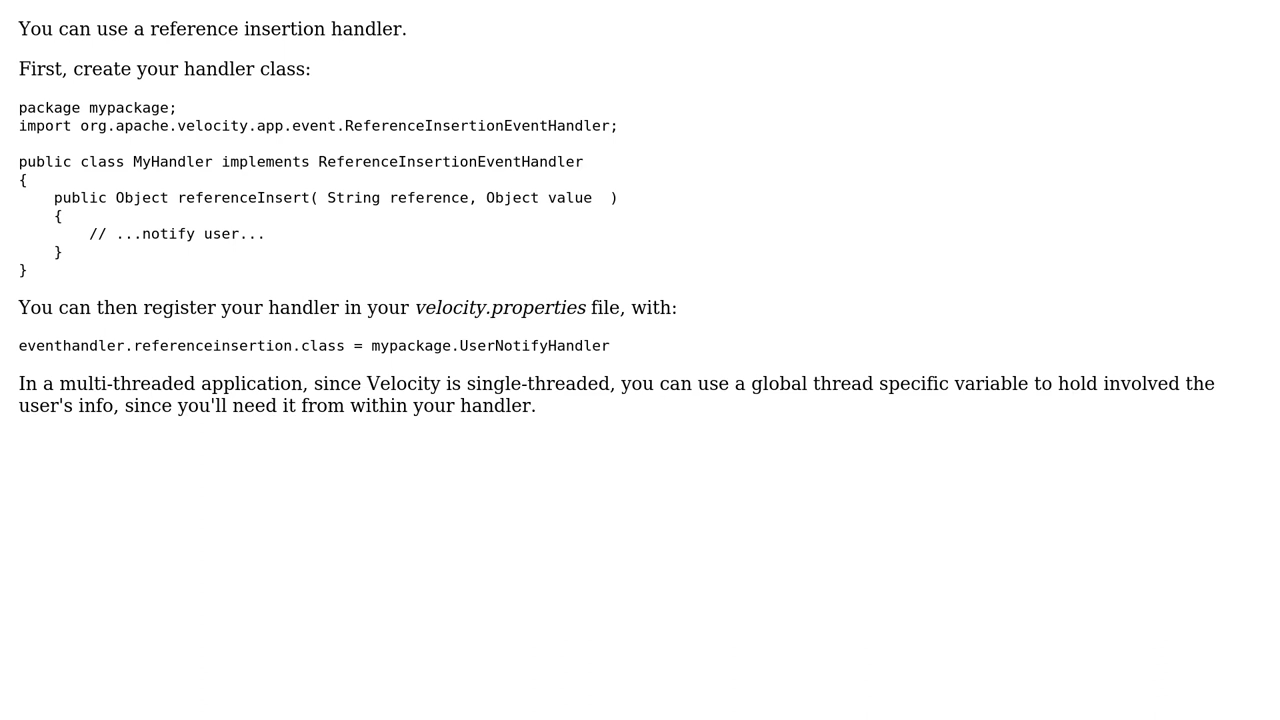 You can use a reference insertion handler.
First, create your handler class:
package mypackage;
import org.apache.velocity.app.event.ReferenceInsertionEventHandler;
public class MyHandler implements ReferenceInsertionEventHandler
{
    public Object referenceInsert( String reference, Object value  )
    {
        // ...notify user...
    }
}
You can then register your handler in your velocity.properties file, with:
eventhandler.referenceinsertion.class = mypackage.UserNotifyHandler
In a multi-threaded application, since Velocity is single-threaded, you can use a global thread specific variable to hold involved the
user's info, since you'll need it from within your handler.